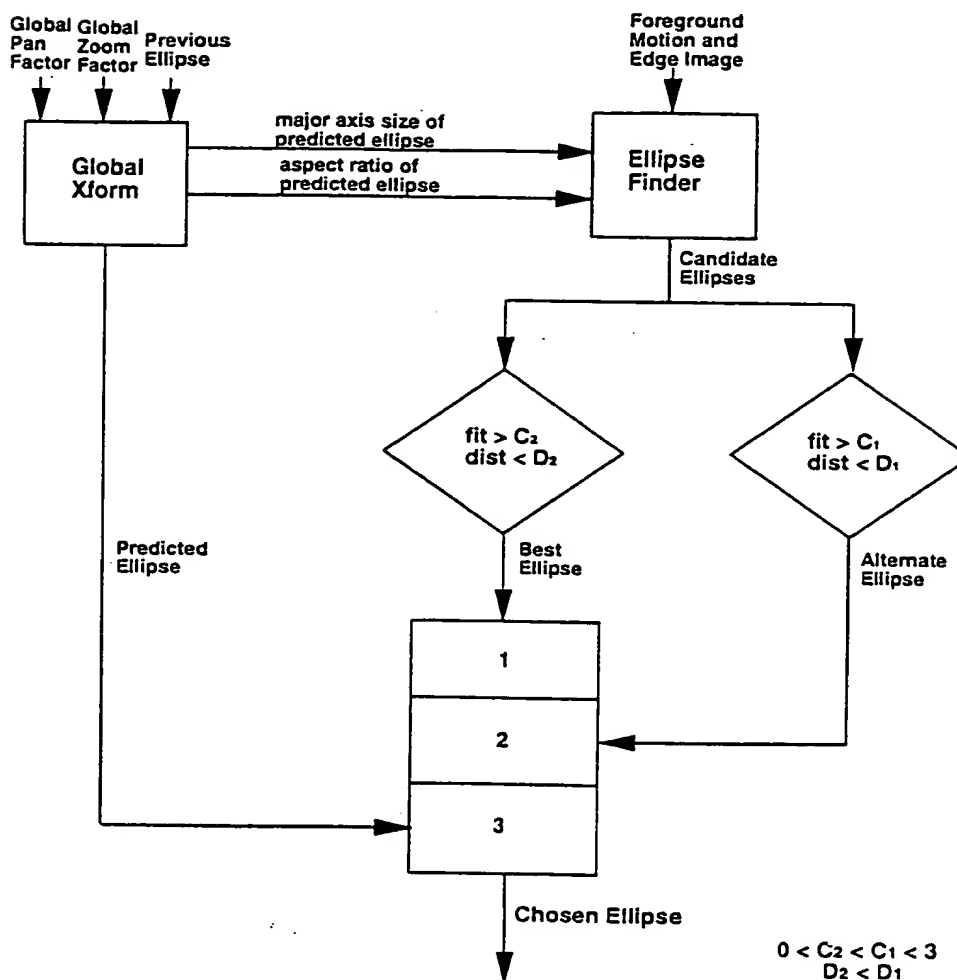 Global
Pan
Factor
Global
Zoom
Factor
Previous
Ellipse
Foreground
Motion and
Edge Image
Global
Xform
major axis size of
predicted ellipse
aspect ratio of
predicted ellipse
Ellipse
Finder
Candidate
Ellipses
fit > C₂
dist < D₂
fit > C₁
dist < D₁
Predicted
Ellipse
Best
Ellipse
Alternate
Ellipse
1
2
3
Chosen Ellipse
0 < C₂ < C₁ < 3
D₂ < D₁